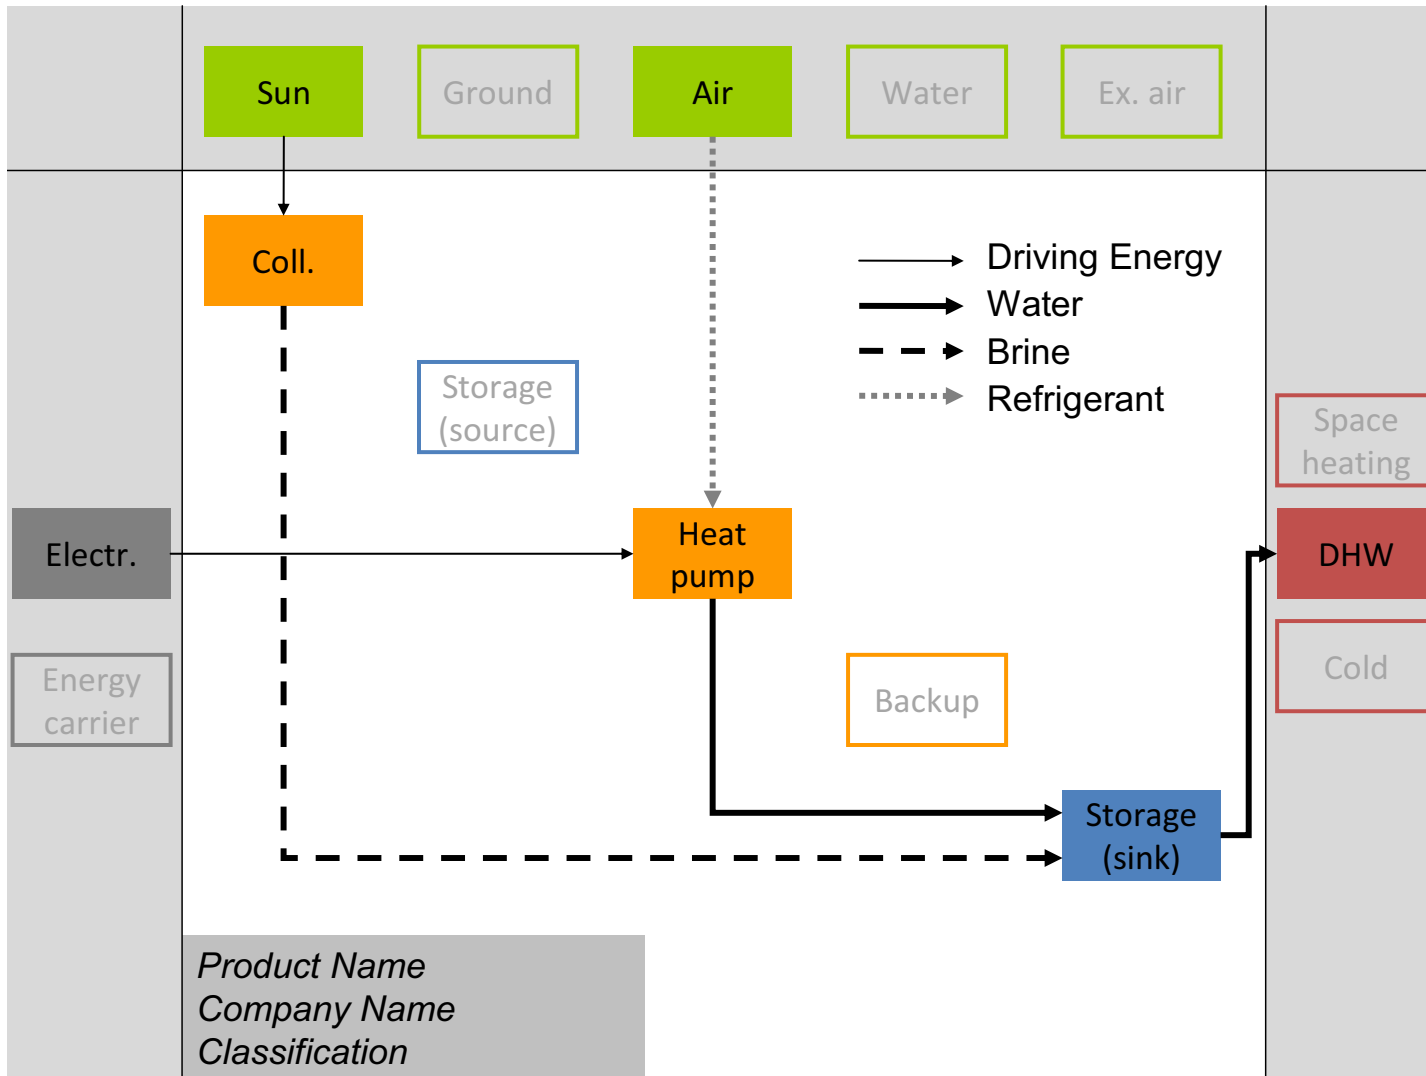 Sun
Ground
Air
Water
Ex. air
Coll.
Driving Energy
Water
Brine
Refrigerant
Storage
(source)
Space
heating
Electr.
Heat
pump
DHW
Energy
carrier
Backup
Cold
Storage
(sink)
Product Name
Company Name
Classification